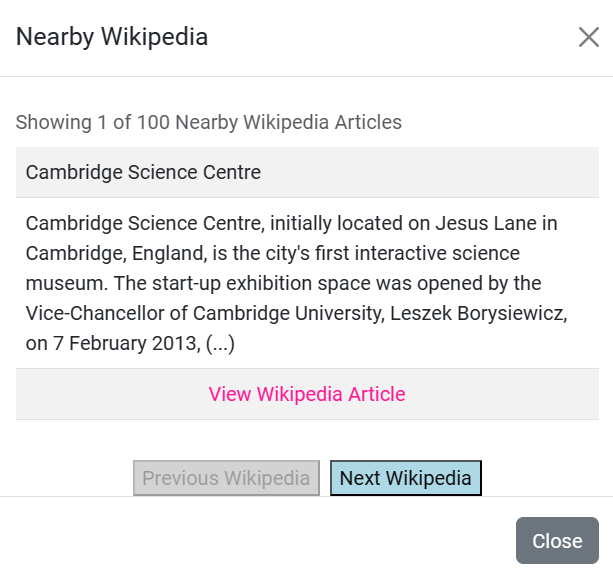 Nearby Wikipedia
Showing 1 of 100 Nearby Wikipedia Articles
Cambridge Science Centre
Cambridge Science Centre, initially located on Jesus Lane in
Cambridge, England, is the city's first interactive science
museum. The start-up exhibition space was opened by the
Vice-Chancellor of Cambridge University, Leszek Borysiewicz,
on 7 February 2013, (...)
View Wikipedia Article
Previous Wikipedia Next Wikipedia
Close